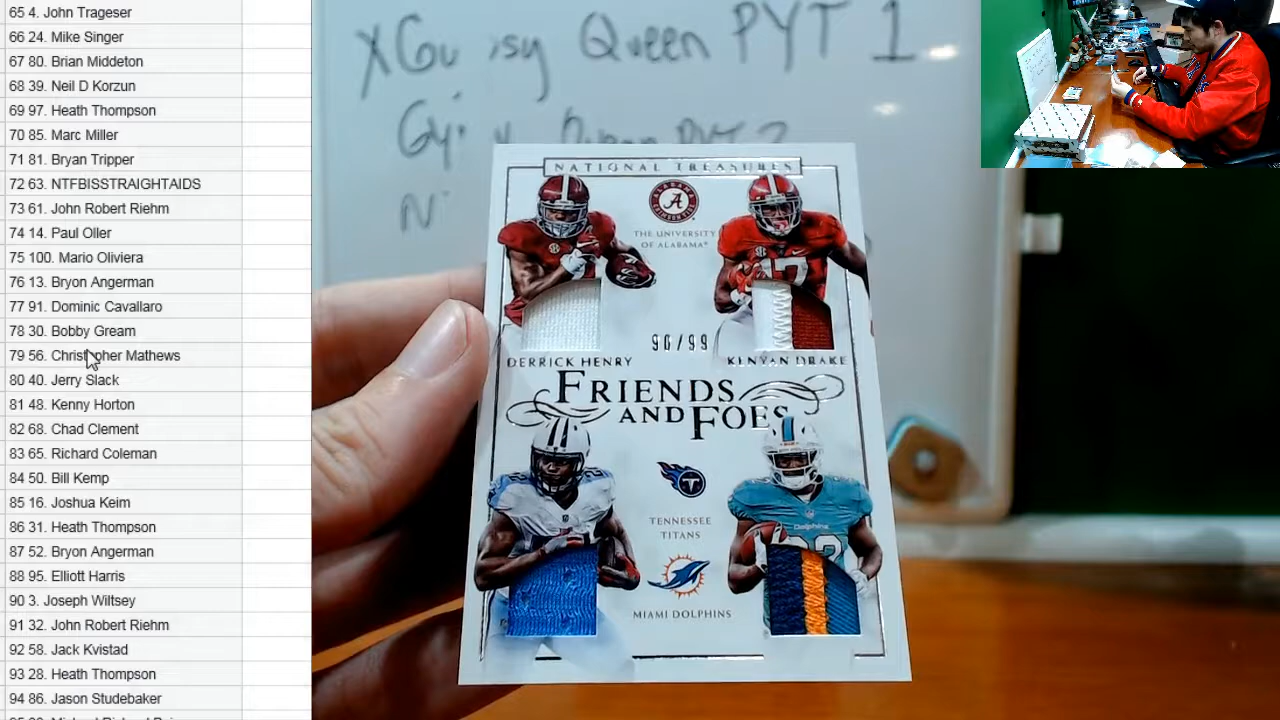 65 4. John Trageser
66 24. Mike Singer
67 80. Brian Middeton
68 39. Neil D Korzun
69 97. Heath Thompson
70 85. Marc Miller
71 81. Bryan Tripper
72 63. NTFBISSTRAIGHTAIDS
73 61. John Robert Riehm
74 14. Paul Oller
75 100. Mario Oliviera
76 13. Bryon Angerman
77 91. Dominic Cavallaro
78 30. Bobby Gream
79 56. Christopher Mathews
80 40. Jerry Slack
81 48. Kenny Horton
82 68. Chad Clement
83 65. Richard Coleman
84 50. Bill Kemp
85 16. Joshua Keim
86 31. Heath Thompson
87 52. Bryon Angerman
88 95. Elliott Harris
90 3. Joseph Wiltsey
91 32. John Robert Riehm
92 58. Jack Kvistad
93 28. Heath Thompson
94 86. Jason Studebaker
Queen PYT 1
NATIONAL TREASURES
ALABAMA
A
THE UNIVERSITY
OF ALABAMA
17
90/99
DERRICK HENRY
KENYAN DRAKE
FRIENDS
AND FOES
T
TENNESSEE
TITANS
Dolphins
MIAMI DOLPHINS